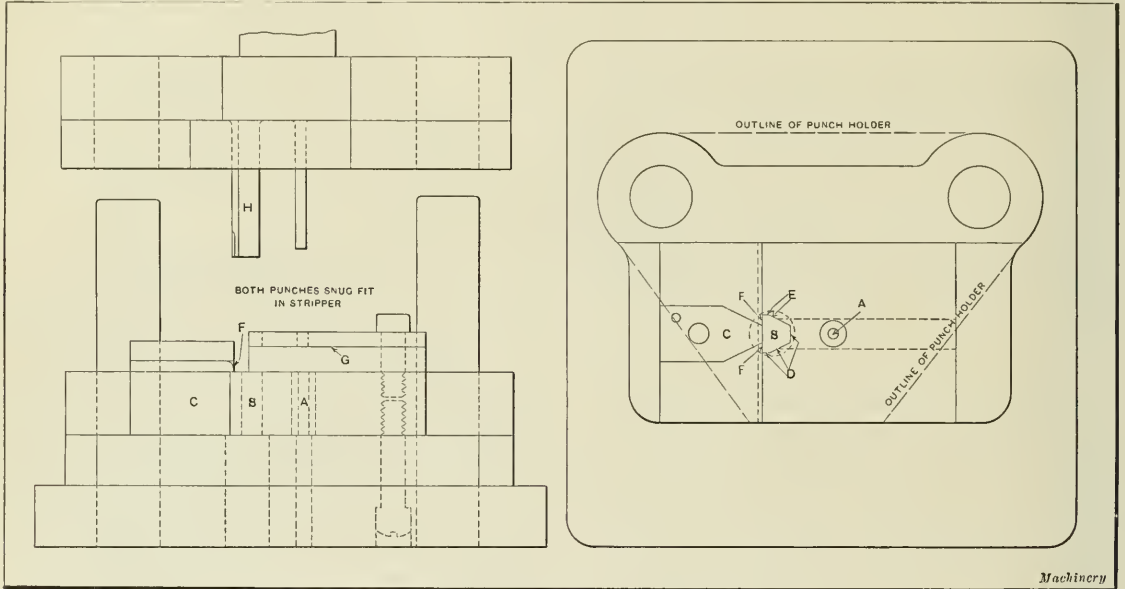 H
BOTH PUNCHES SNUG FIT
IN STRIPPER
F
G
C
B
A
OUTLINE OF PUNCH HOLDER
F
E
A
C
B
F
D
OUTLINE OF PUNCH HOLDER
Machinery